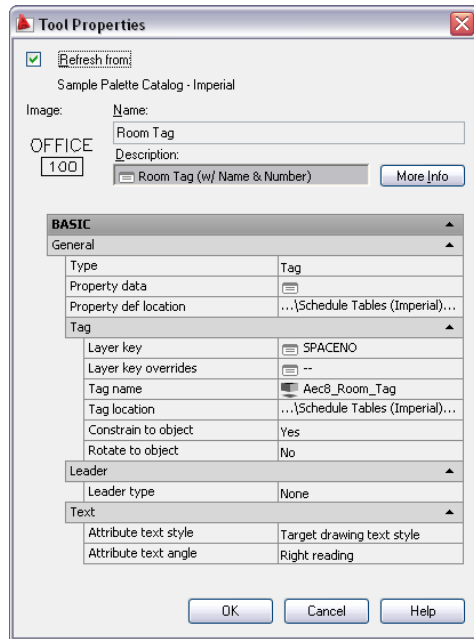 Tool Properties
Refresh from:
Sample Palette Catalog - Imperial
Image:
Name:
OFFICE
100
Room Tag
Description:
Room Tag (w/ Name & Number)
More Info
BASIC
General
Type Tag
Property data
Property def location ...\Schedule Tables (Imperial)...
Tag
Layer key SPACENO
Layer key overrides --
Tag name Aec8_Room_Tag
Tag location ...\Schedule Tables (Imperial)...
Constrain to object Yes
Rotate to object No
Leader
Leader type None
Text
Attribute text style Target drawing text style
Attribute text angle Right reading
OK Cancel Help